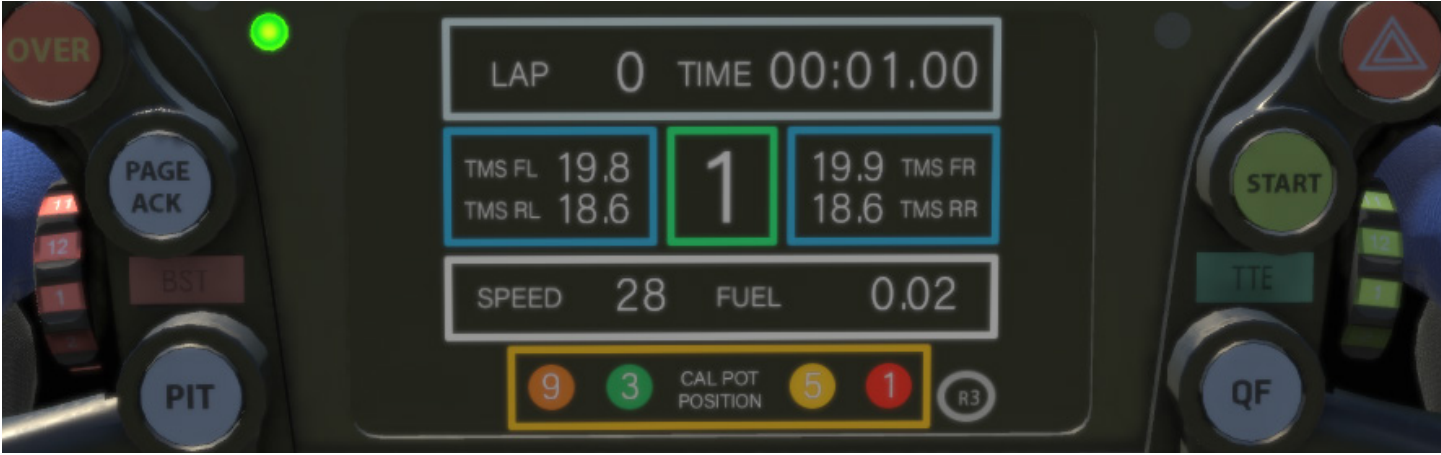 OVER
LAP 0 TIME 00:01.00
PAGE
ACK
TMS FL 19.8
TMS RL 18.6
1
19.9 TMS FR
18.6 TMS RR
START
11
12
1
12
1
BST
TTE
SPEED 28 FUEL 0.02
PIT
9 3 CAL POT
POSITION 5 1
R3
QF